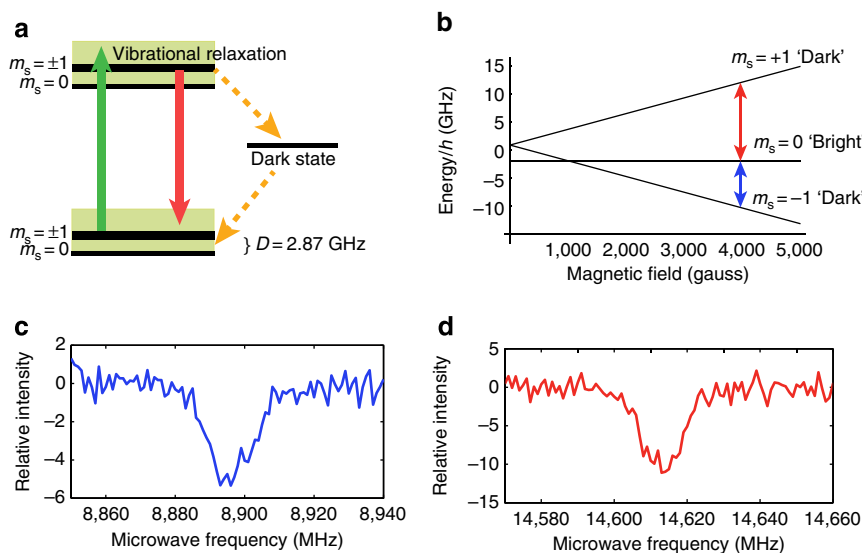 a
Vibrational relaxation
ms = ±1
ms = 0
Dark state
ms = ±1
ms = 0
} D = 2.87 GHz
b
Energy/h (GHz)
15
10
5
0
−5
−10
ms = +1 'Dark'
ms = 0 'Bright'
ms = −1 'Dark'
1,000 2,000 3,000 4,000 5,000
Magnetic field (gauss)
c
Relative intensity
2
0
−2
−4
−6
8,860 8,880 8,900 8,920 8,940
Microwave frequency (MHz)
d
Relative intensity
5
0
−5
−10
−15
14,580 14,600 14,620 14,640 14,660
Microwave frequency (MHz)